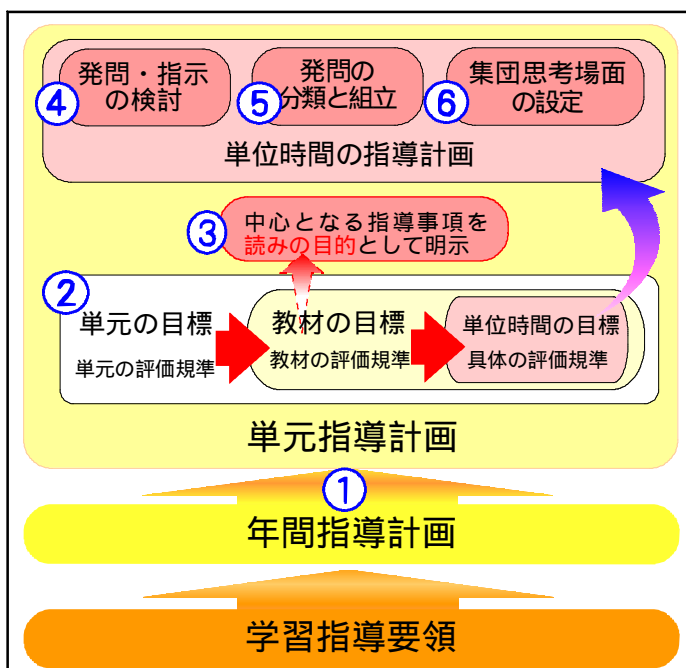 ④
発問・指示
の検討
⑤
発問の
分類と組立
⑥
集団思考場面
の設定
単位時間の指導計画
③
中心となる指導事項を
読みの目的として明示
②
単元の目標
単元の評価規準
教材の目標
教材の評価規準
単位時間の目標
具体の評価規準
単元指導計画
①
年間指導計画
学習指導要領